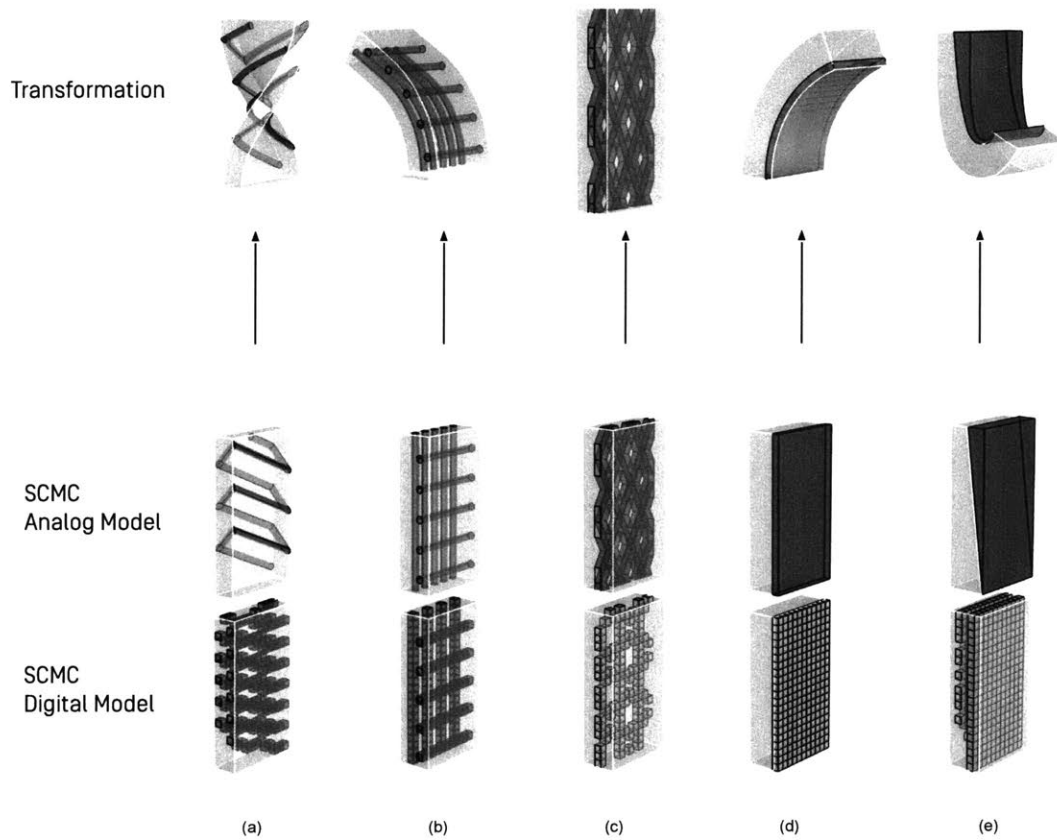 Transformation
SCMC
Analog Model
SCMC
Digital Model
(a)
(b)
(c)
(d)
(e)